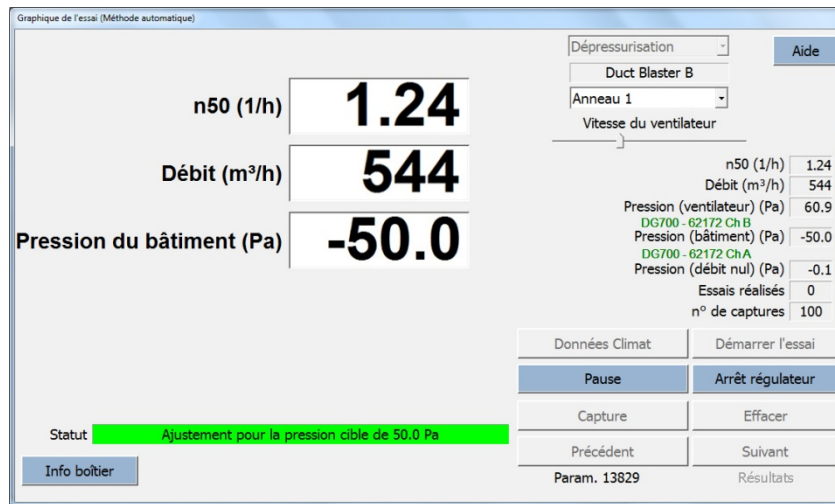 Graphique de l'essai (Méthode automatique)
Dépressurisation
Aide
Duct Blaster B
Anneau 1
Vitesse du ventilateur
n50 (1/h) 1.24
Débit (m³/h) 544
Pression du bâtiment (Pa) -50.0
n50 (1/h) 1.24
Débit (m³/h) 544
Pression (ventilateur) (Pa) 60.9
DG700 - 62172 Ch B
Pression (bâtiment) (Pa) -50.0
DG700 - 62172 Ch A
Pression (débit nul) (Pa) -0.1
Essais réalisés 0
n° de captures 100
Données Climat Démarrer l'essai
Pause Arrêt régulateur
Capture Effacer
Statut Ajustement pour la pression cible de 50.0 Pa
Précédent Suivant
Info boîtier
Param. 13829 Résultats